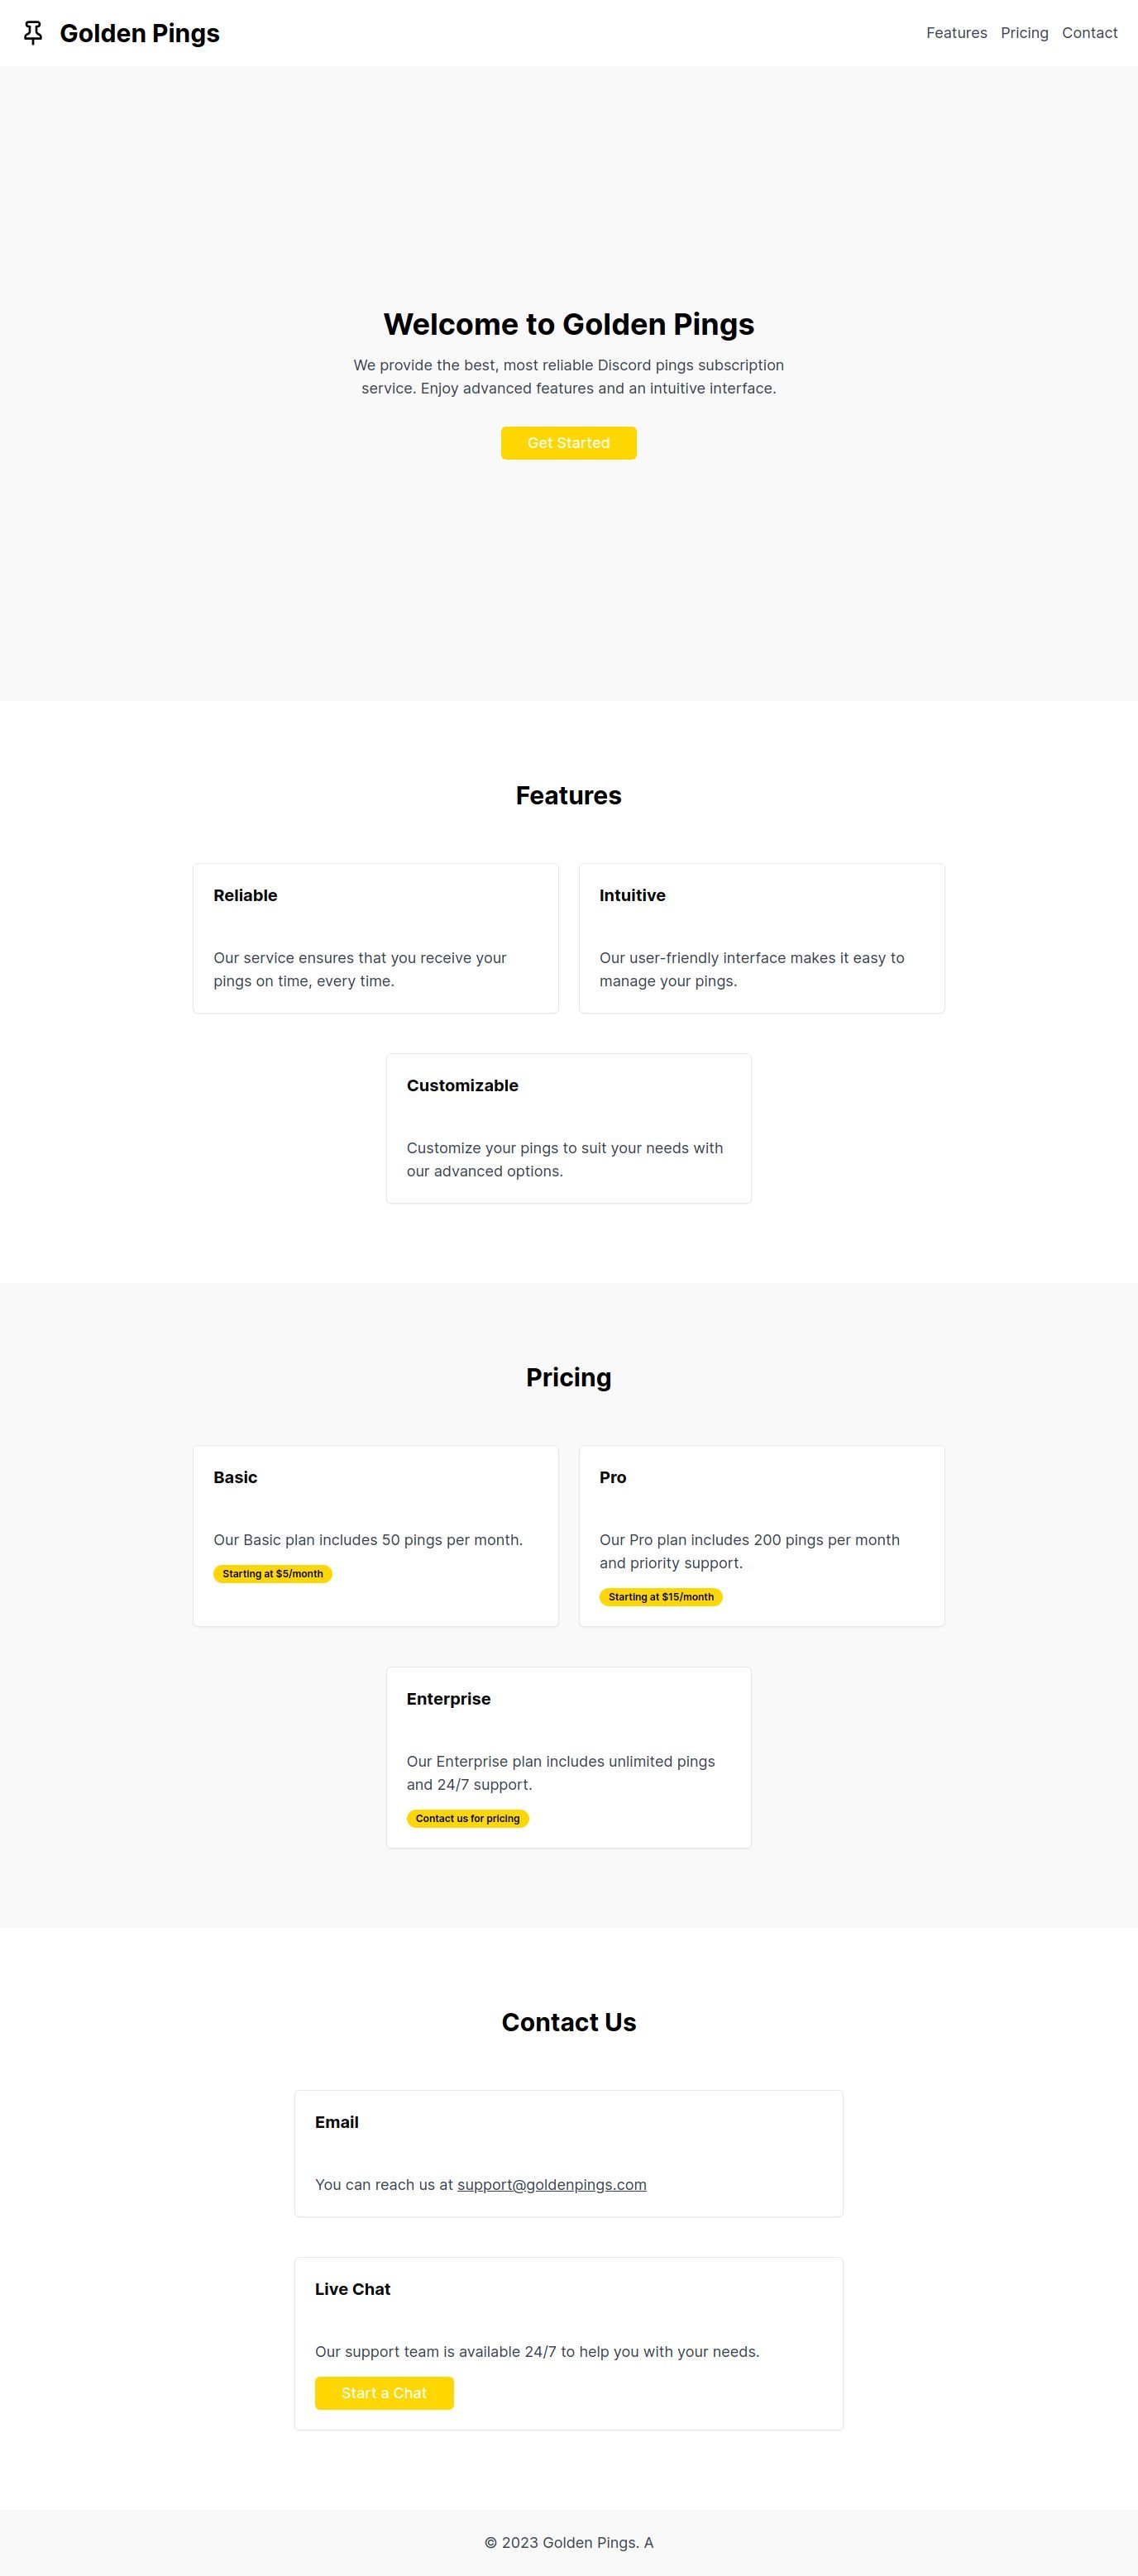 Golden Pings
Features Pricing Contact
Welcome to Golden Pings
We provide the best, most reliable Discord pings subscription
service. Enjoy advanced features and an intuitive interface.
Get Started
Features
Reliable
Our service ensures that you receive your
pings on time, every time.
Intuitive
Our user-friendly interface makes it easy to
manage your pings.
Customizable
Customize your pings to suit your needs with
our advanced options.
Pricing
Basic
Our Basic plan includes 50 pings per month.
Starting at $5/month
Pro
Our Pro plan includes 200 pings per month
and priority support.
Starting at $15/month
Enterprise
Our Enterprise plan includes unlimited pings
and 24/7 support.
Contact us for pricing
Contact Us
Email
You can reach us at support@goldenpings.com
Live Chat
Our support team is available 24/7 to help you with your needs.
Start a Chat
© 2023 Golden Pings. A